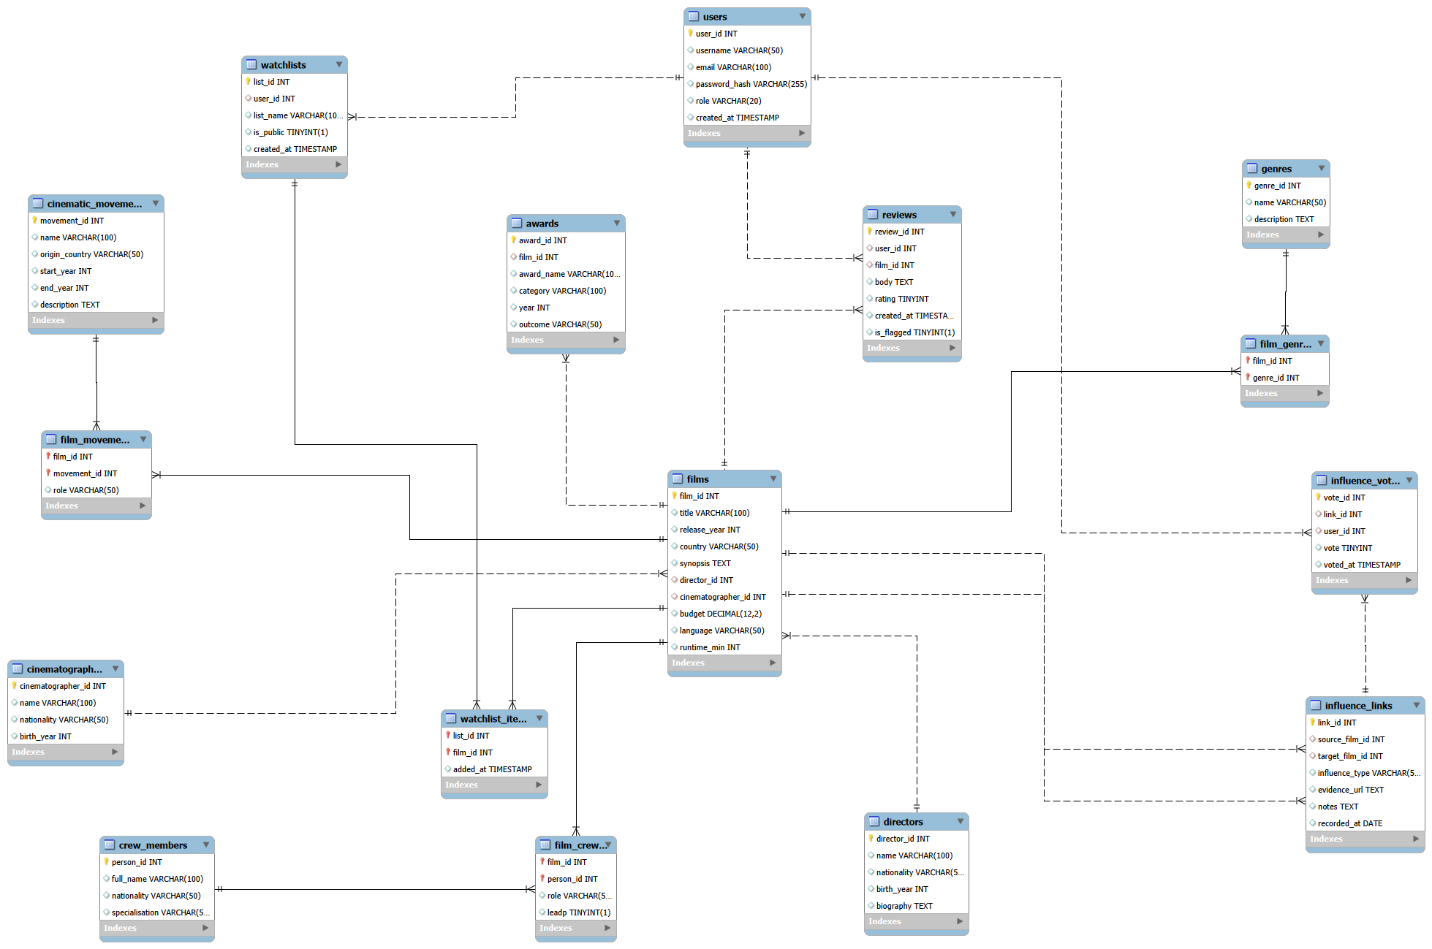 users
user_id INT
username VARCHAR(50)
email VARCHAR(100)
password_hash VARCHAR(255)
role VARCHAR(20)
created_at TIMESTAMP
Indexes
watchlists
list_id INT
user_id INT
list_name VARCHAR(10...
is_public TINYINT(1)
created_at TIMESTAMP
Indexes
cinematic_moveme...
movement_id INT
name VARCHAR(100)
origin_country VARCHAR(50)
start_year INT
end_year INT
description TEXT
Indexes
awards
award_id INT
film_id INT
award_name VARCHAR(10...
category VARCHAR(100)
year INT
outcome VARCHAR(50)
Indexes
reviews
review_id INT
user_id INT
film_id INT
body TEXT
rating TINYINT
created_at TIMESTA...
is_flagged TINYINT(1)
Indexes
genres
genre_id INT
name VARCHAR(50)
description TEXT
Indexes
film_genr...
film_id INT
genre_id INT
Indexes
film_moveme...
film_id INT
movement_id INT
role VARCHAR(50)
Indexes
films
film_id INT
title VARCHAR(100)
release_year INT
country VARCHAR(50)
synopsis TEXT
director_id INT
cinematographer_id INT
budget DECIMAL(12,2)
language VARCHAR(50)
runtime_min INT
Indexes
influence_vot...
vote_id INT
link_id INT
user_id INT
vote TINYINT
voted_at TIMESTAMP
Indexes
cinematograph...
cinematographer_id INT
name VARCHAR(100)
nationality VARCHAR(50)
birth_year INT
Indexes
watchlist_ite...
list_id INT
film_id INT
added_at TIMESTAMP
Indexes
influence_links
link_id INT
source_film_id INT
target_film_id INT
influence_type VARCHAR(5...
evidence_url TEXT
notes TEXT
recorded_at DATE
Indexes
crew_members
person_id INT
full_name VARCHAR(100)
nationality VARCHAR(50)
specialisation VARCHAR(5...
Indexes
film_crew...
film_id INT
person_id INT
role VARCHAR(5...
leadp TINYINT(1)
Indexes
directors
director_id INT
name VARCHAR(100)
nationality VARCHAR(5...
birth_year INT
biography TEXT
Indexes